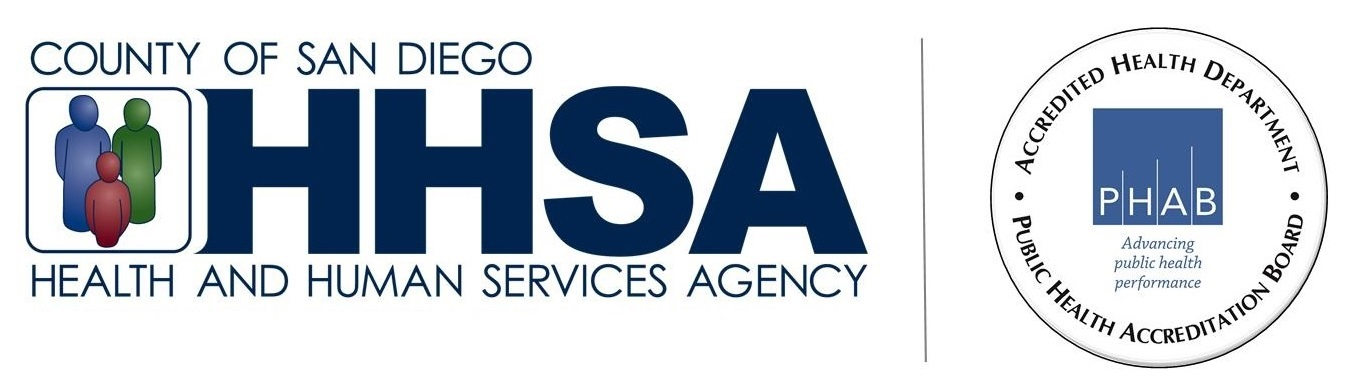 COUNTY OF SAN DIEGO
HHSA
HEALTH AND HUMAN SERVICES AGENCY
ACCREDITED HEALTH DEPARTMENT
PHAB
Advancing
public health
performance
PUBLIC HEALTH ACCREDITATION BOARD